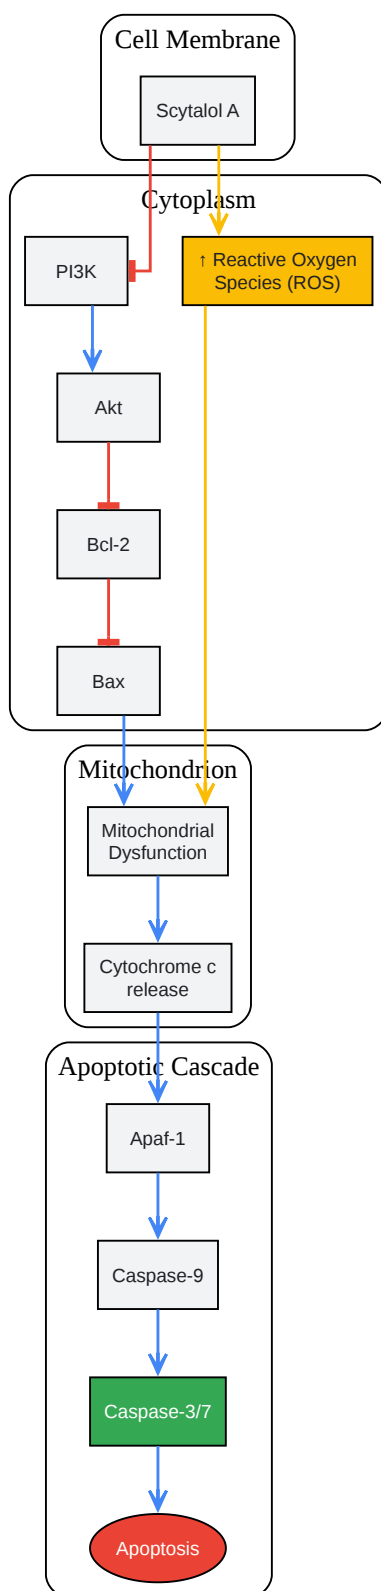 Cell Membrane
Scytalol A
Cytoplasm
PI3K
↑ Reactive Oxygen
Species (ROS)
Akt
Bcl-2
Bax
Mitochondrion
Mitochondrial
Dysfunction
Cytochrome c
release
Apoptotic Cascade
Apaf-1
Caspase-9
Caspase-3/7
Apoptosis